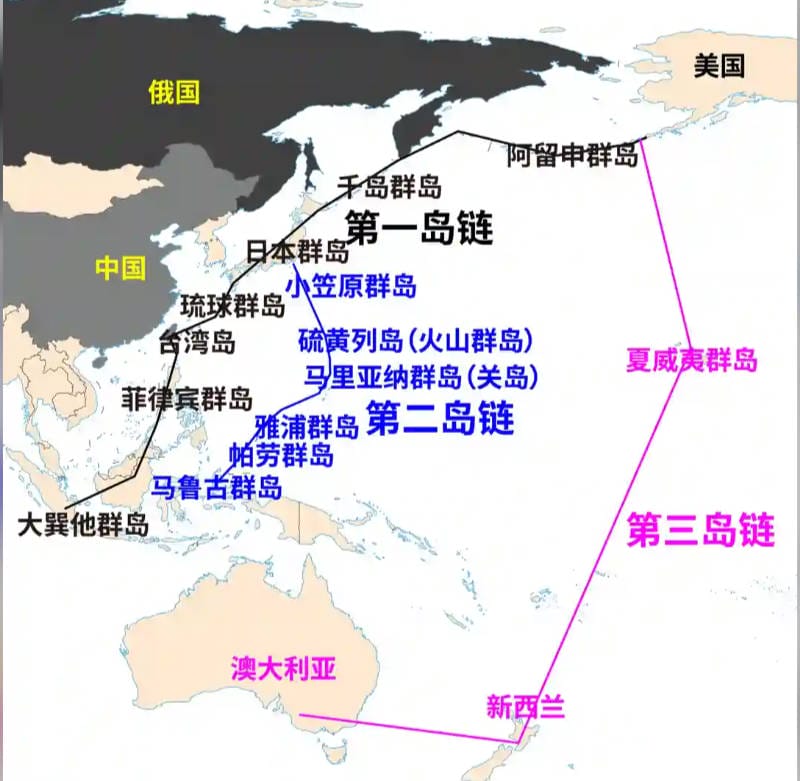 美国
俄国
阿留申群岛
千岛群岛
第一岛链
日本群岛
中国
小笠原群岛
琉球群岛
台湾岛
硫黄列岛(火山群岛)
夏威夷群岛
马里亚纳群岛(关岛)
菲律宾群岛
第二岛链
雅浦群岛
帕劳群岛
马鲁古群岛
大巽他群岛
第三岛链
澳大利亚
新西兰